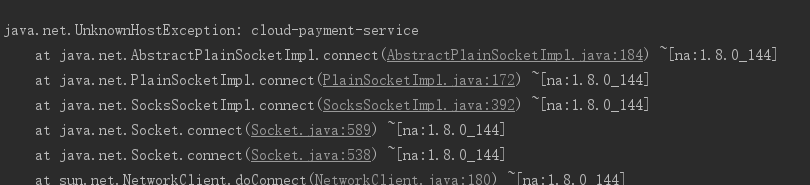 java.net.UnknownHostException: cloud-payment-service
at java.net.AbstractPlainSocketImpl.connect(AbstractPlainSocketImpl.java:184) ~[na:1.8.0_144]
at java.net.PlainSocketImpl.connect(PlainSocketImpl.java:172) ~[na:1.8.0_144]
at java.net.SocksSocketImpl.connect(SocksSocketImpl.java:392) ~[na:1.8.0_144]
at java.net.Socket.connect(Socket.java:589) ~[na:1.8.0_144]
at java.net.Socket.connect(Socket.java:538) ~[na:1.8.0_144]
at sun.net.NetworkClient.doConnect(NetworkClient.java:180) ~[na:1.8.0_144]